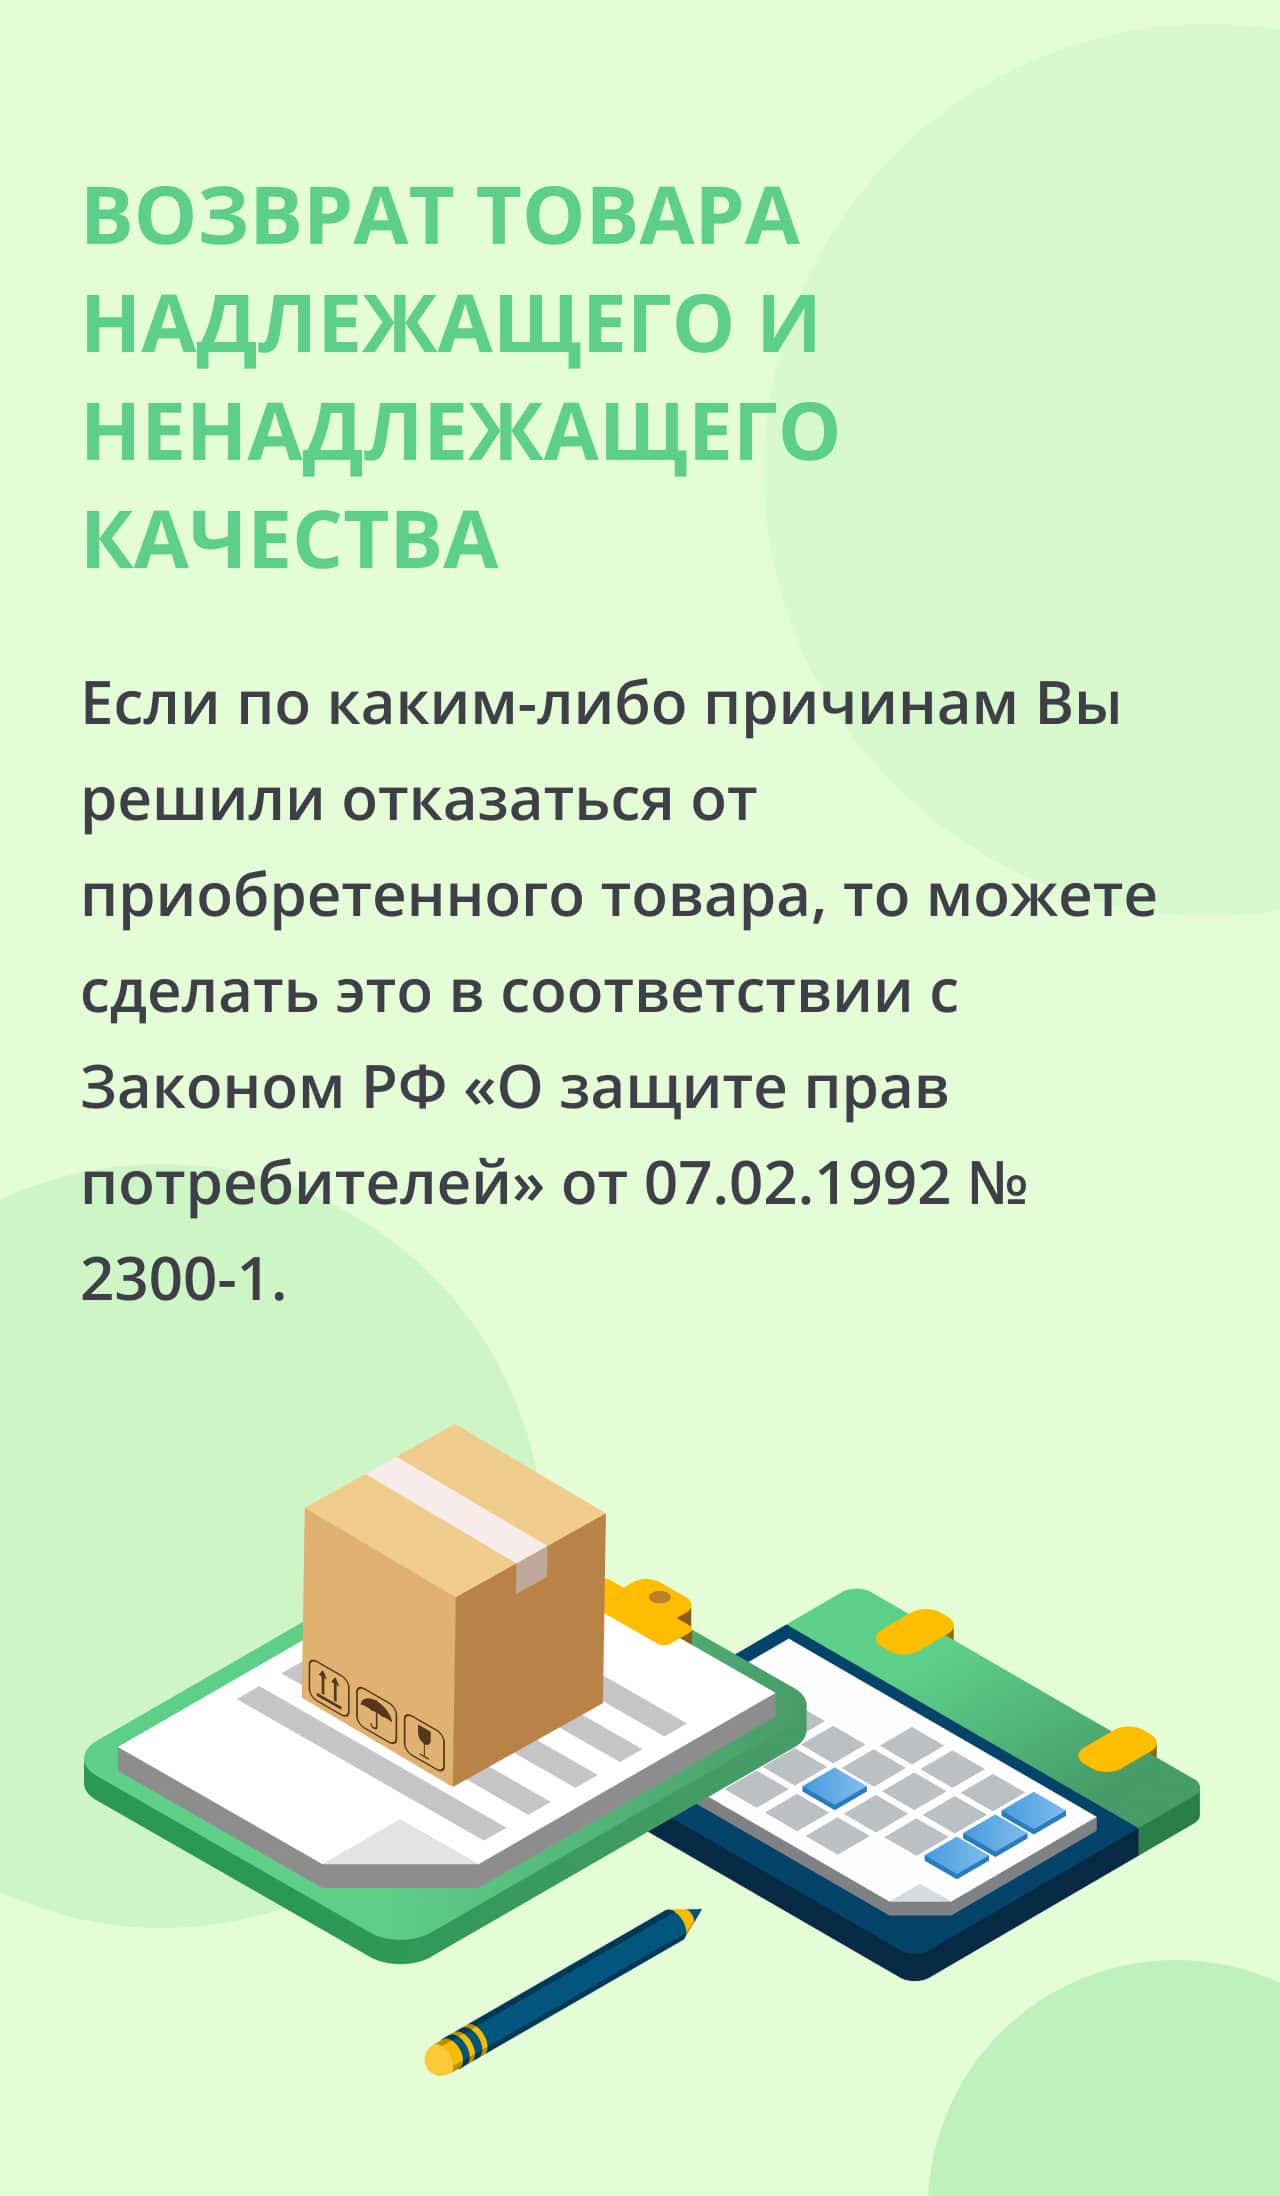 ВОЗВРАТ ТОВАРА
НАДЛЕЖАЩЕГО И
НЕНАДЛЕЖАЩЕГО
КАЧЕСТВА
Если по каким-либо причинам Вы
решили отказаться от
приобретенного товара, то можете
сделать это в соответствии с
Законом РФ «О защите прав
потребителей» от 07.02.1992 №
2300-1.